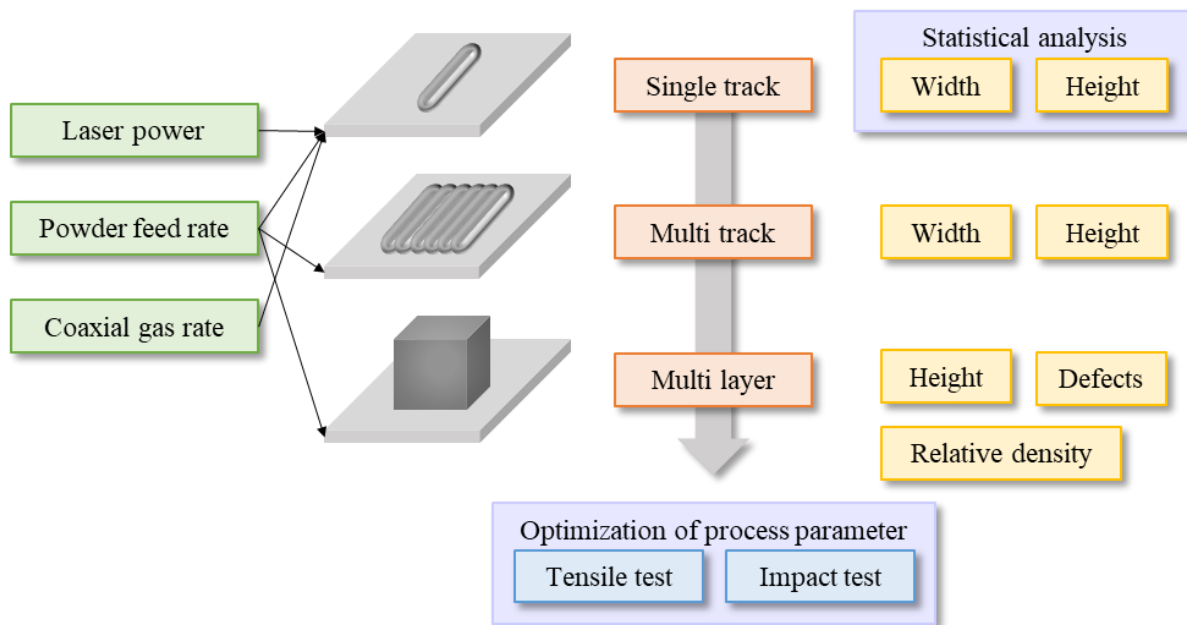 Statistical analysis
Single track
Width
Height
Laser power
Powder feed rate
Multi track
Width
Height
Coaxial gas rate
Multi layer
Height
Defects
Relative density
Optimization of process parameter
Tensile test
Impact test